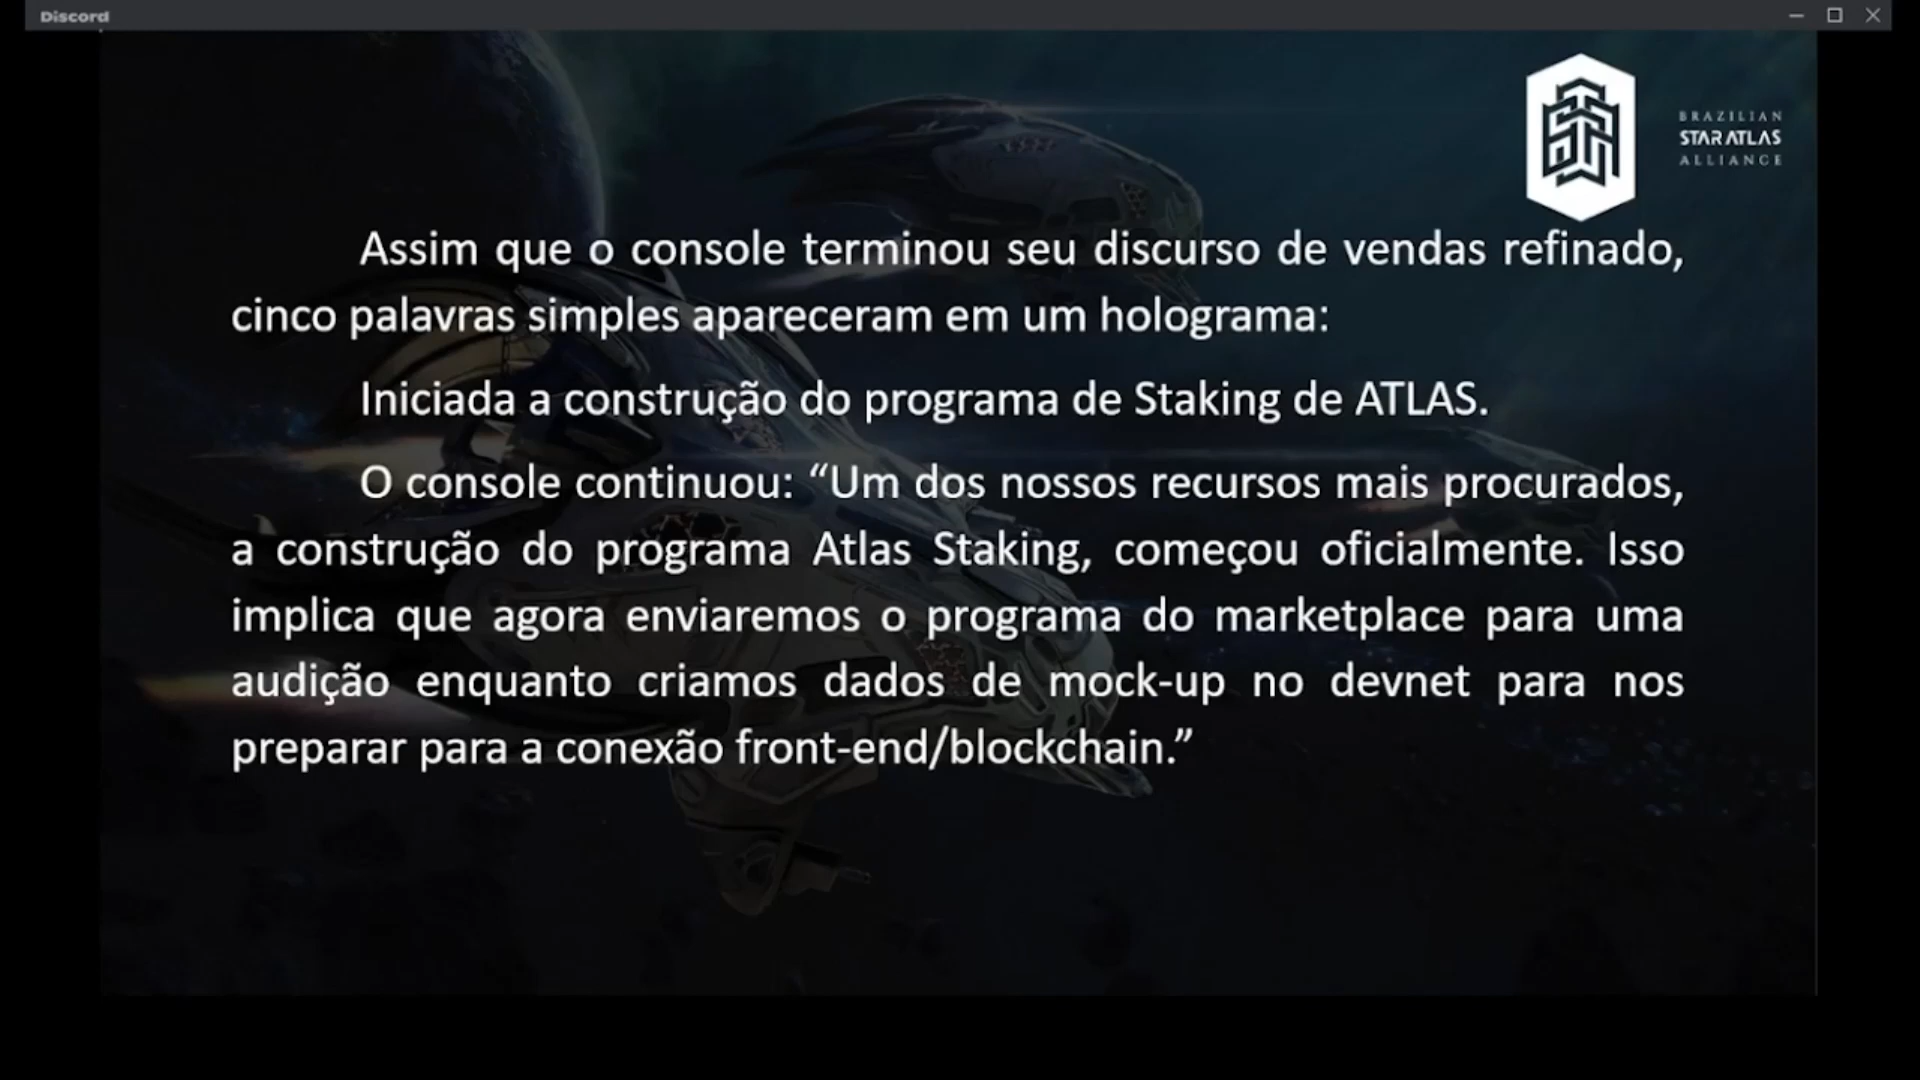 Discord
BRAZILIAN
STAR ATLAS
ALLIANCE
Assim que o console terminou seu discurso de vendas refinado,
cinco palavras simples apareceram em um holograma:
Iniciada a construção do programa de Staking de ATLAS.
O console continuou: “Um dos nossos recursos mais procurados,
a construção do programa Atlas Staking, começou oficialmente. Isso
implica que agora enviaremos o programa do marketplace para uma
audição enquanto criamos dados de mock-up no devnet para nos
preparar para a conexão front-end/blockchain.”